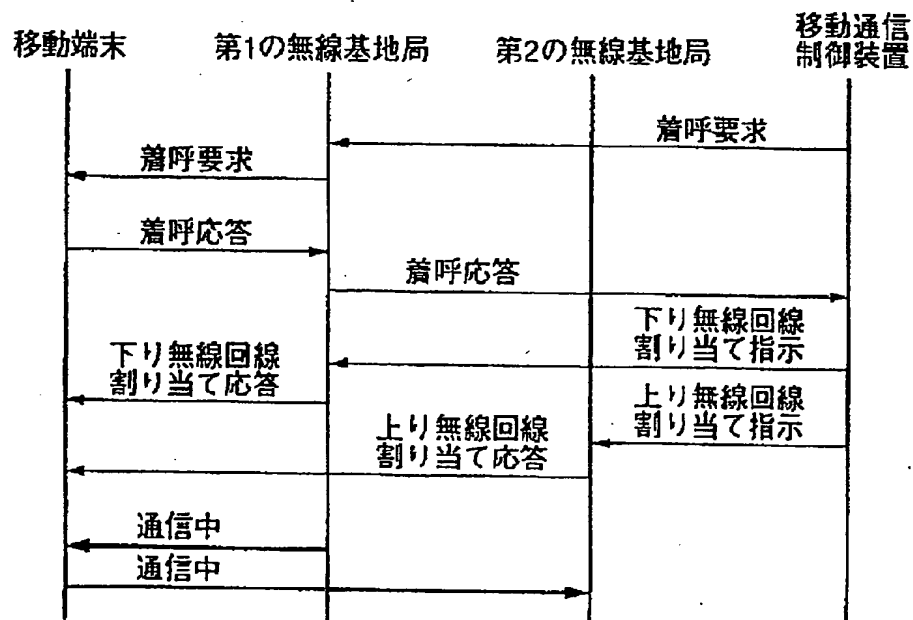 移動端末
第1の無線基地局
第2の無線基地局
移動通信
制御装置
着呼要求
着呼要求
着呼応答
着呼応答
下り無線回線
割り当て指示
下り無線回線
割り当て応答
上り無線回線
割り当て指示
上り無線回線
割り当て応答
通信中
通信中